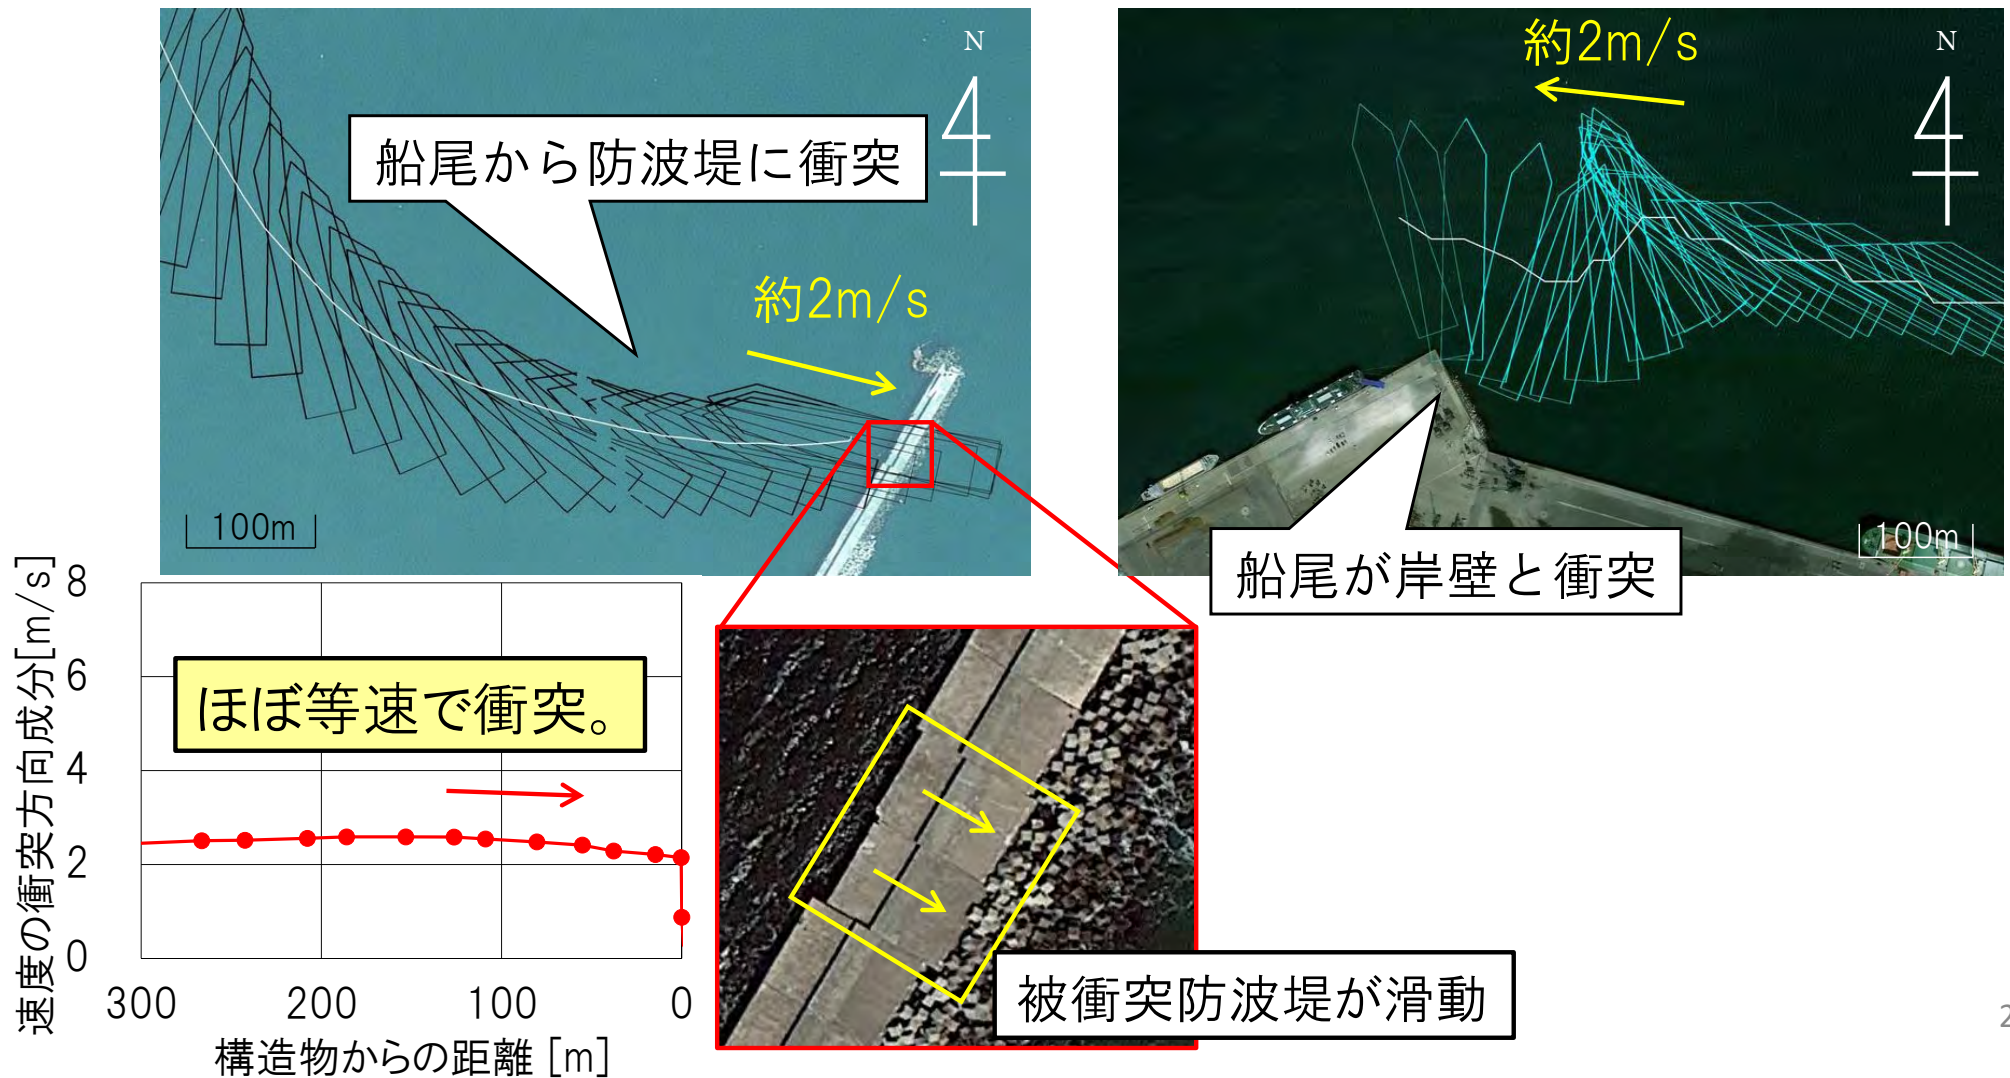 N
船尾から防波堤に衝突
約2m/s
100m
約2m/s
N
船尾が岸壁と衝突
100m
速度の衝突方向成分[m/s]
8
6
4
2
0
ほぼ等速で衝突。
300 200 100 0
構造物からの距離 [m]
被衝突防波堤が滑動
2